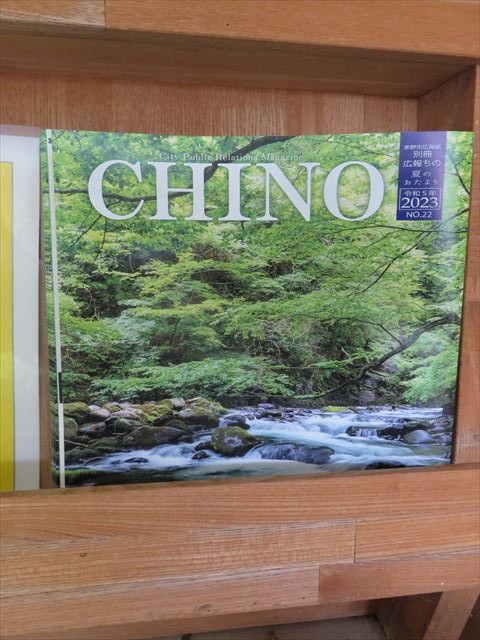 City Public Relations Magazine
CHINO
茅野市広報紙
別冊
広報ちの
夏の
おたより
令和5年
2023
NO.22